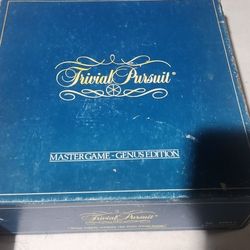 Trivial Pursuit®
MASTER GAME - GENUS EDITION
Trivial Pursuit